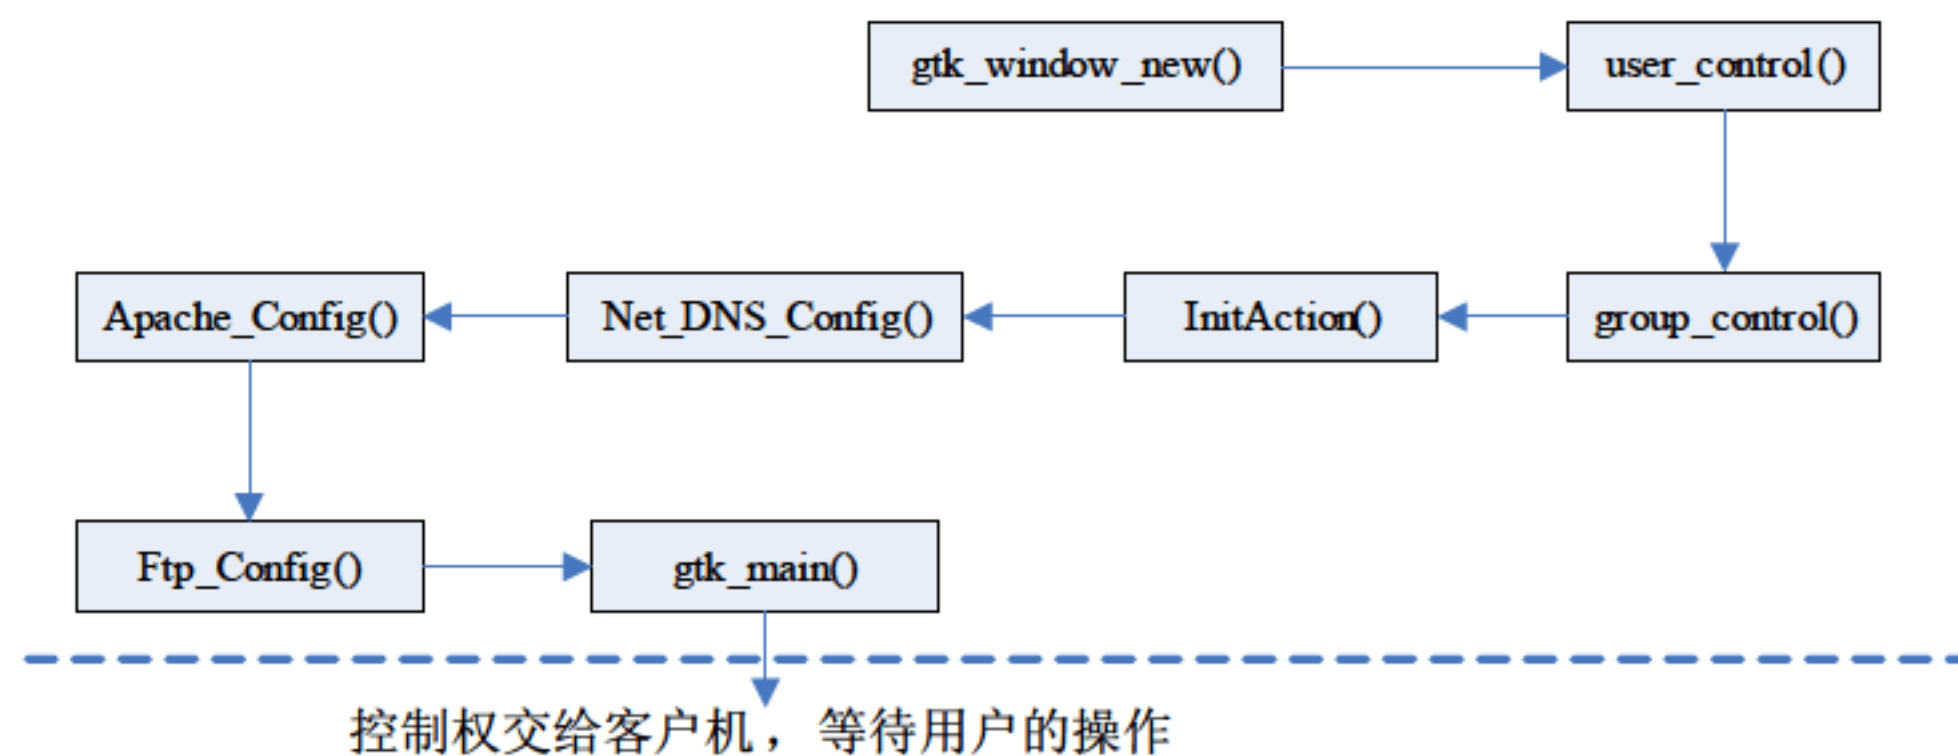 gtk_window_new()
user_control()
Apache_Config()
Net_DNS_Config()
InitAction()
group_control()
Ftp_Config()
gtk_main()
控制权交给客户机，等待用户的操作